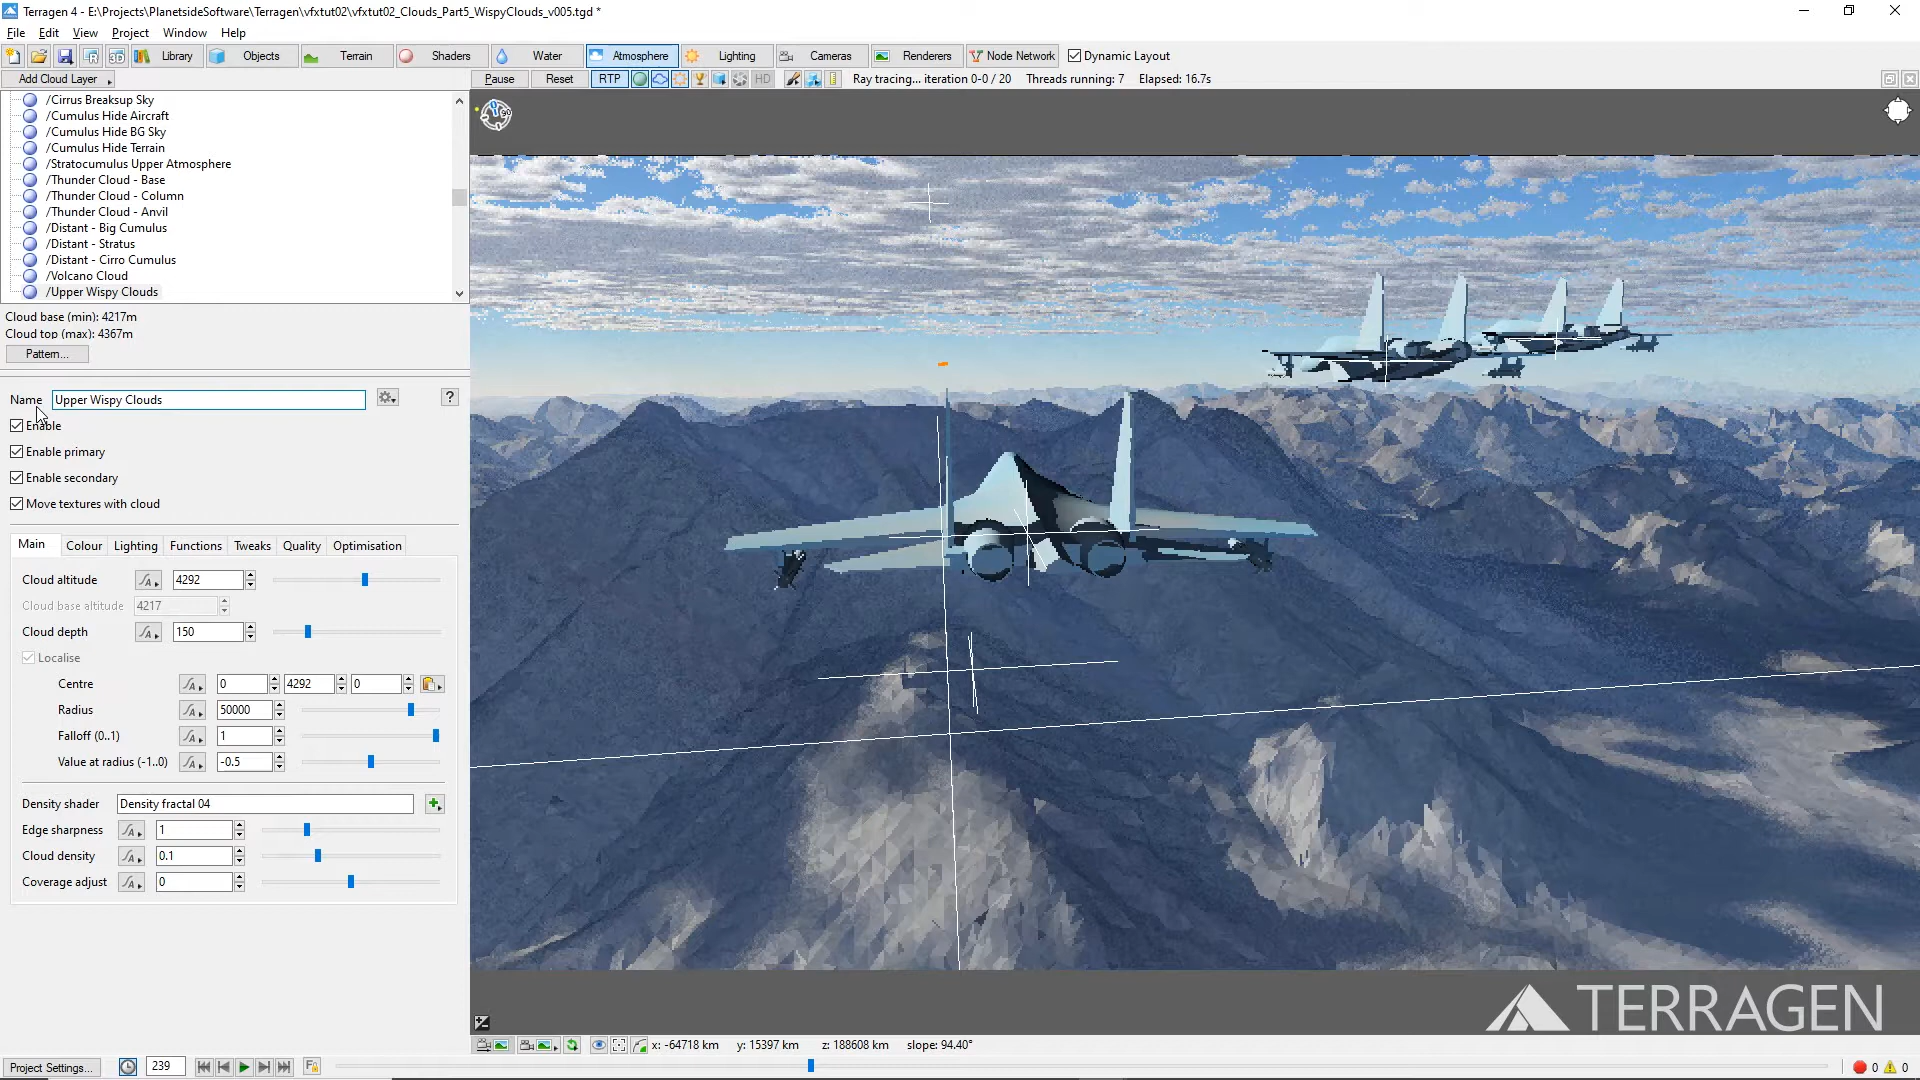 Terragen 4 - E:\Projects\PlanetsideSoftware\Terragen\vfxtut02\vfxtut02_Clouds_Part5_WispyClouds_v005.tgd *
File Edit View Project Window Help
Library Objects Terrain Shaders Water Atmosphere Lighting Cameras Renderers Node Network Dynamic Layout
Add Cloud Layer Pause Reset RTP HD Ray tracing... iteration 0-0 / 20 Threads running: 7 Elapsed: 16.7s
/Cirrus Breaksup Sky
/Cumulus Hide Aircraft
/Cumulus Hide BG Sky
/Cumulus Hide Terrain
/Stratocumulus Upper Atmosphere
/Thunder Cloud - Base
/Thunder Cloud - Column
/Thunder Cloud - Anvil
/Distant - Big Cumulus
/Distant - Stratus
/Distant - Cirro Cumulus
/Volcano Cloud
/Upper Wispy Clouds
Cloud base (min): 4217m
Cloud top (max): 4367m
Pattern...
Name Upper Wispy Clouds ?
Enable
Enable primary
Enable secondary
Move textures with cloud
Main Colour Lighting Functions Tweaks Quality Optimisation
Cloud altitude 4292
Cloud base altitude 4217
Cloud depth 150
Localise
Centre 0 4292 0
Radius 50000
Falloff (0..1) 1
Value at radius (-1..0) -0.5
Density shader Density fractal 04
Edge sharpness 1
Cloud density 0.1
Coverage adjust 0
TERRAGEN
x: -64718 km y: 15397 km z: 188608 km slope: 94.40°
Project Settings... 239 0 0